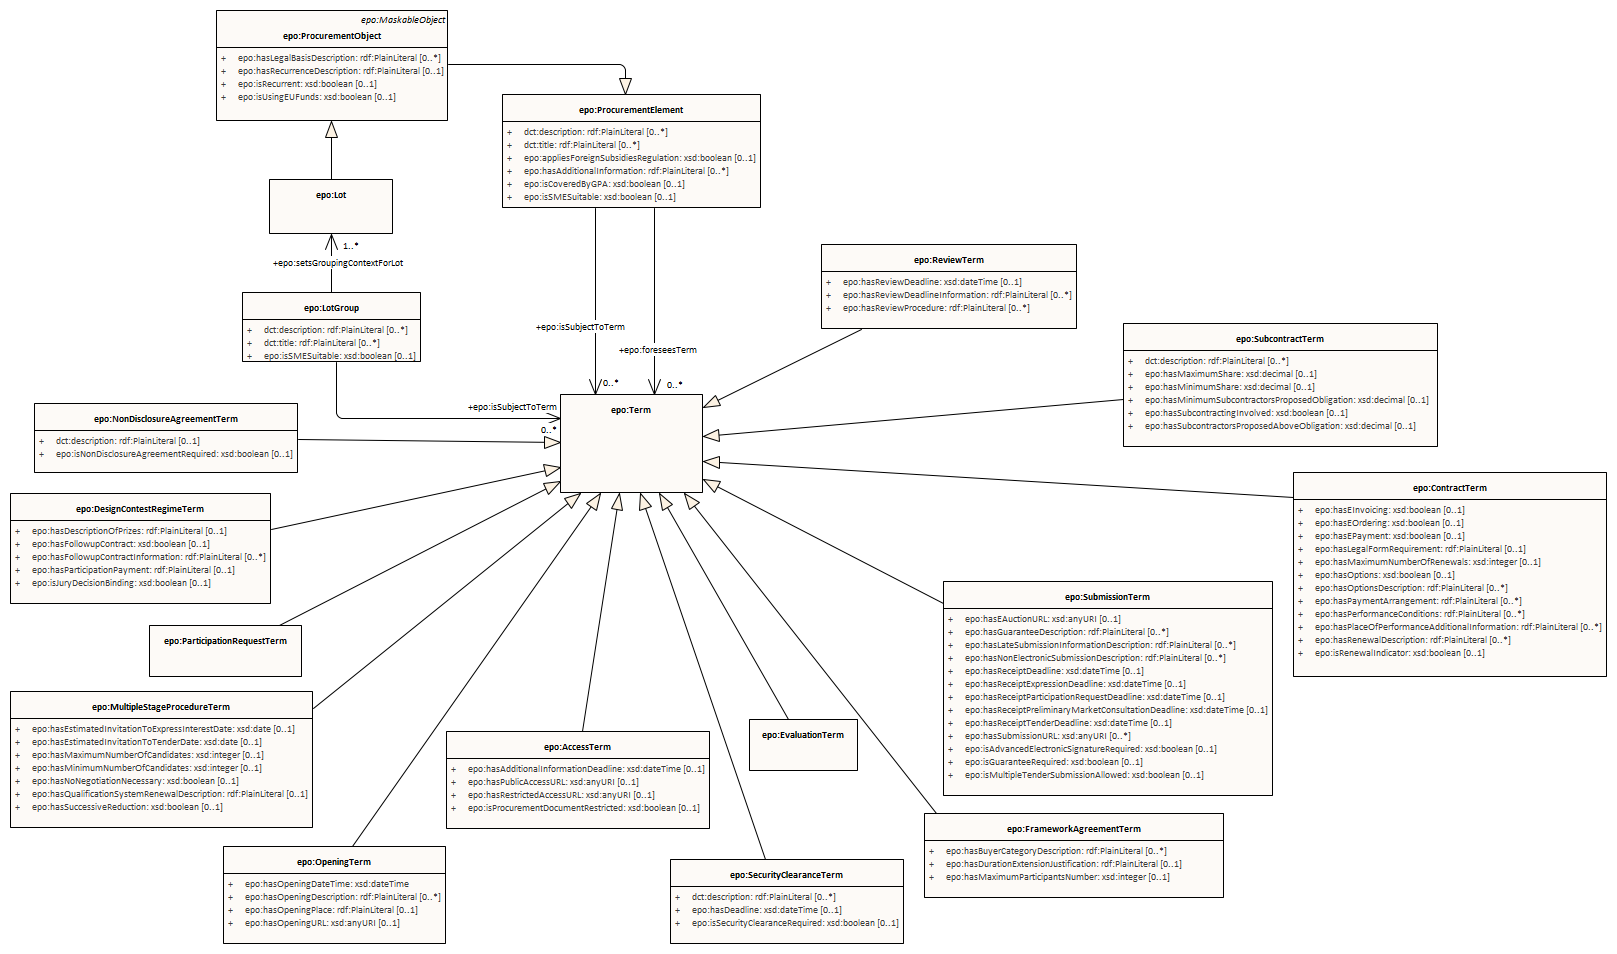 epo:MaskableObject
epo:ProcurementObject
+ epo:hasLegalBasisDescription: rdf:PlainLiteral [0..*]
+ epo:hasRecurrenceDescription: rdf:PlainLiteral [0..1]
+ epo:isRecurrent: xsd:boolean [0..1]
+ epo:isUsingEUFunds: xsd:boolean [0..1]
epo:ProcurementElement
+ dct:description: rdf:PlainLiteral [0..*]
+ dct:title: rdf:PlainLiteral [0..*]
+ epo:appliesForeignSubsidiesRegulation: xsd:boolean [0..1]
+ epo:hasAdditionalInformation: rdf:PlainLiteral [0..*]
+ epo:isCoveredByGPA: xsd:boolean [0..1]
+ epo:isSMESuitable: xsd:boolean [0..1]
epo:Lot
1..*
+epo:setsGroupingContextForLot
epo:LotGroup
+ dct:description: rdf:PlainLiteral [0..*]
+ dct:title: rdf:PlainLiteral [0..*]
+ epo:isSMESuitable: xsd:boolean [0..1]
+epo:isSubjectToTerm
0..*
+epo:foreseesTerm
0..*
+epo:isSubjectToTerm
0..*
epo:Term
epo:ReviewTerm
+ epo:hasReviewDeadline: xsd:dateTime [0..1]
+ epo:hasReviewDeadlineInformation: rdf:PlainLiteral [0..*]
+ epo:hasReviewProcedure: rdf:PlainLiteral [0..*]
epo:SubcontractTerm
+ dct:description: rdf:PlainLiteral [0..*]
+ epo:hasMaximumShare: xsd:decimal [0..1]
+ epo:hasMinimumShare: xsd:decimal [0..1]
+ epo:hasMinimumSubcontractorsProposedObligation: xsd:decimal [0..1]
+ epo:hasSubcontractingInvolved: xsd:boolean [0..1]
+ epo:hasSubcontractorsProposedAboveObligation: xsd:decimal [0..1]
epo:NonDisclosureAgreementTerm
+ dct:description: rdf:PlainLiteral [0..1]
+ epo:isNonDisclosureAgreementRequired: xsd:boolean [0..1]
epo:DesignContestRegimeTerm
+ epo:hasDescriptionOfPrizes: rdf:PlainLiteral [0..1]
+ epo:hasFollowupContract: xsd:boolean [0..1]
+ epo:hasFollowupContractInformation: rdf:PlainLiteral [0..*]
+ epo:hasParticipationPayment: rdf:PlainLiteral [0..1]
+ epo:isJuryDecisionBinding: xsd:boolean [0..1]
epo:ContractTerm
+ epo:hasEInvoicing: xsd:boolean [0..1]
+ epo:hasEOrdering: xsd:boolean [0..1]
+ epo:hasEPayment: xsd:boolean [0..1]
+ epo:hasLegalFormRequirement: rdf:PlainLiteral [0..1]
+ epo:hasMaximumNumberOfRenewals: xsd:integer [0..1]
+ epo:hasOptions: xsd:boolean [0..1]
+ epo:hasOptionsDescription: rdf:PlainLiteral [0..*]
+ epo:hasPaymentArrangement: rdf:PlainLiteral [0..*]
+ epo:hasPerformanceConditions: rdf:PlainLiteral [0..*]
+ epo:hasPlaceOfPerformanceAdditionalInformation: rdf:PlainLiteral [0..*]
+ epo:hasRenewalDescription: rdf:PlainLiteral [0..*]
+ epo:isRenewalIndicator: xsd:boolean [0..1]
epo:ParticipationRequestTerm
epo:SubmissionTerm
+ epo:hasEAuctionURL: xsd:anyURI [0..1]
+ epo:hasGuaranteeDescription: rdf:PlainLiteral [0..*]
+ epo:hasLateSubmissionInformationDescription: rdf:PlainLiteral [0..*]
+ epo:hasNonElectronicSubmissionDescription: rdf:PlainLiteral [0..*]
+ epo:hasReceiptDeadline: xsd:dateTime [0..1]
+ epo:hasReceiptExpressionDeadline: xsd:dateTime [0..1]
+ epo:hasReceiptParticipationRequestDeadline: xsd:dateTime [0..1]
+ epo:hasReceiptPreliminaryMarketConsultationDeadline: xsd:dateTime [0..1]
+ epo:hasReceiptTenderDeadline: xsd:dateTime [0..1]
+ epo:hasSubmissionURL: xsd:anyURI [0..*]
+ epo:isAdvancedElectronicSignatureRequired: xsd:boolean [0..1]
+ epo:isGuaranteeRequired: xsd:boolean [0..1]
+ epo:isMultipleTenderSubmissionAllowed: xsd:boolean [0..1]
epo:MultipleStageProcedureTerm
+ epo:hasEstimatedInvitationToExpressInterestDate: xsd:date [0..1]
+ epo:hasEstimatedInvitationToTenderDate: xsd:date [0..1]
+ epo:hasMaximumNumberOfCandidates: xsd:integer [0..1]
+ epo:hasMinimumNumberOfCandidates: xsd:integer [0..1]
+ epo:hasNoNegotiationNecessary: xsd:boolean [0..1]
+ epo:hasQualificationSystemRenewalDescription: rdf:PlainLiteral [0..1]
+ epo:hasSuccessiveReduction: xsd:boolean [0..1]
epo:AccessTerm
+ epo:hasAdditionalInformationDeadline: xsd:dateTime [0..1]
+ epo:hasPublicAccessURL: xsd:anyURI [0..1]
+ epo:hasRestrictedAccessURL: xsd:anyURI [0..1]
+ epo:isProcurementDocumentRestricted: xsd:boolean [0..1]
epo:EvaluationTerm
epo:FrameworkAgreementTerm
+ epo:hasBuyerCategoryDescription: rdf:PlainLiteral [0..*]
+ epo:hasDurationExtensionJustification: rdf:PlainLiteral [0..1]
+ epo:hasMaximumParticipantsNumber: xsd:integer [0..1]
epo:OpeningTerm
+ epo:hasOpeningDateTime: xsd:dateTime
+ epo:hasOpeningDescription: rdf:PlainLiteral [0..*]
+ epo:hasOpeningPlace: rdf:PlainLiteral [0..1]
+ epo:hasOpeningURL: xsd:anyURI [0..1]
epo:SecurityClearanceTerm
+ dct:description: rdf:PlainLiteral [0..*]
+ epo:hasDeadline: xsd:dateTime [0..1]
+ epo:isSecurityClearanceRequired: xsd:boolean [0..1]